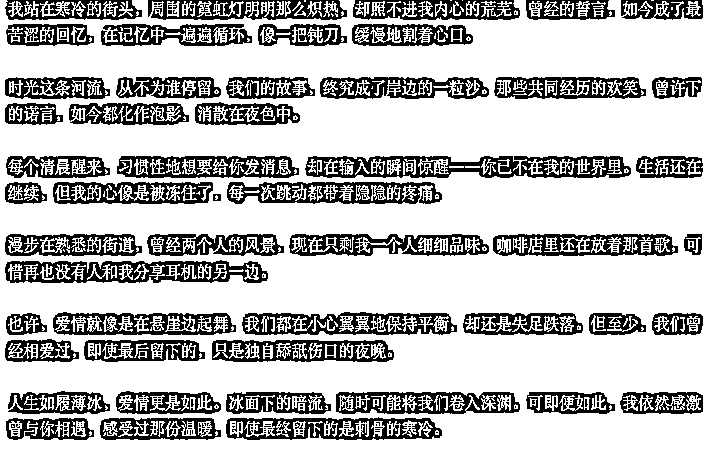 我站在寒冷的街头，周围的霓虹灯明明那么炽热，却照不进我内心的荒芜。曾经的誓言，如今成了最
苦涩的回忆，在记忆中一遍遍循环，像一把钝刀，缓慢地割着心口。
时光这条河流，从不为谁停留。我们的故事，终究成了岸边的一粒沙。那些共同经历的欢笑，曾许下
的诺言，如今都化作泡影，消散在夜色中。
每个清晨醒来，习惯性地想要给你发消息，却在输入的瞬间惊醒——你已不在我的世界里。生活还在
继续，但我的心像是被冻住了，每一次跳动都带着隐隐的疼痛。
漫步在熟悉的街道，曾经两个人的风景，现在只剩我一个人细细品味。咖啡店里还在放着那首歌，可
惜再也没有人和我分享耳机的另一边。
也许，爱情就像是在悬崖边起舞，我们都在小心翼翼地保持平衡，却还是失足跌落。但至少，我们曾
经相爱过，即使最后留下的，只是独自舔舐伤口的夜晚。
人生如履薄冰，爱情更是如此。冰面下的暗流，随时可能将我们卷入深渊。可即便如此，我依然感激
曾与你相遇，感受过那份温暖，即使最终留下的是刺骨的寒冷。